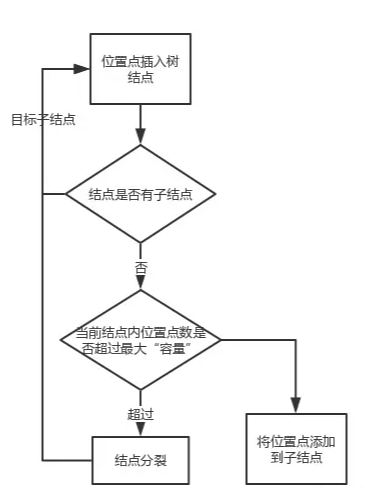 位置点插入树
结点
目标子结点
结点是否有子结点
否
当前结点内位置点数是
否超过最大“容量”
超过
结点分裂
将位置点添加
到子结点